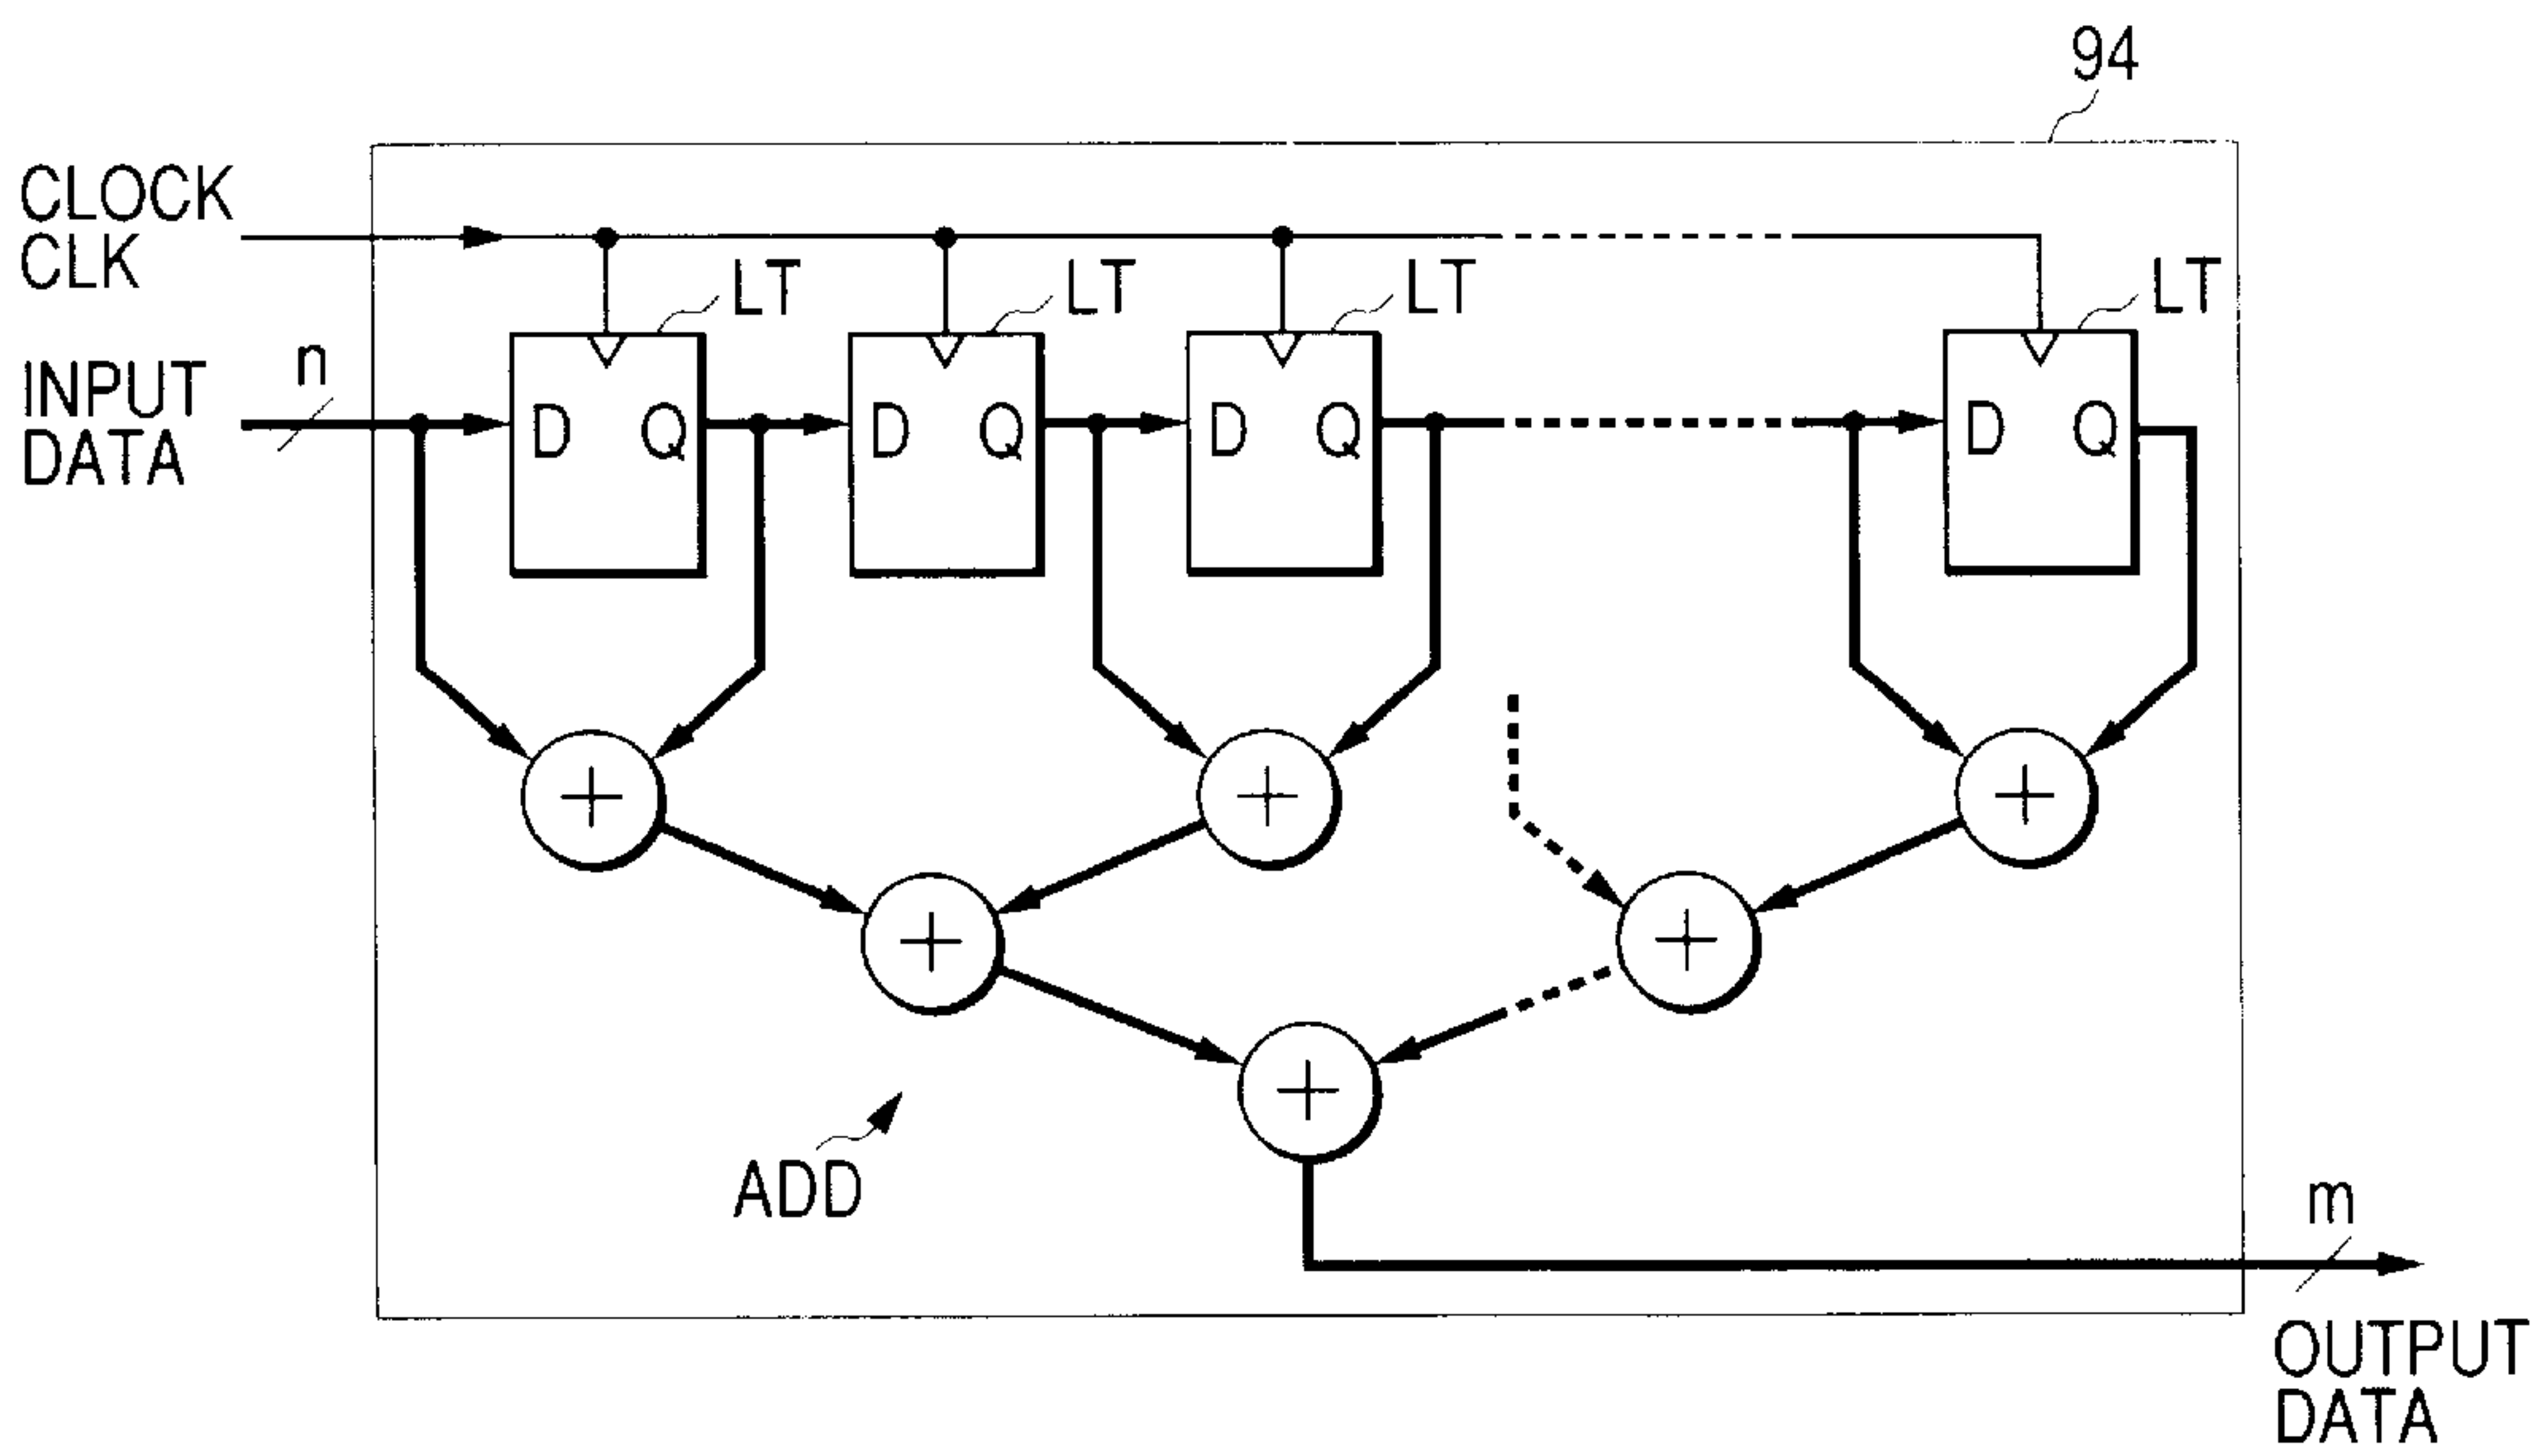 94
CLOCK
CLK
LT LT LT LT
n
INPUT
DATA
D Q D Q D Q D Q
+ + +
+ +
+
ADD
m
OUTPUT
DATA